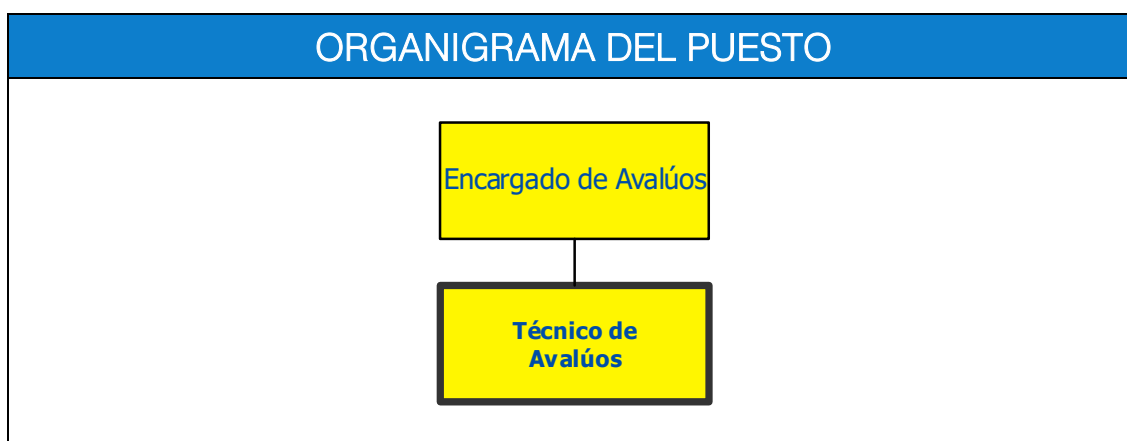 ORGANIGRAMA DEL PUESTO
Encargado de Avalúos
Técnico de
Avalúos